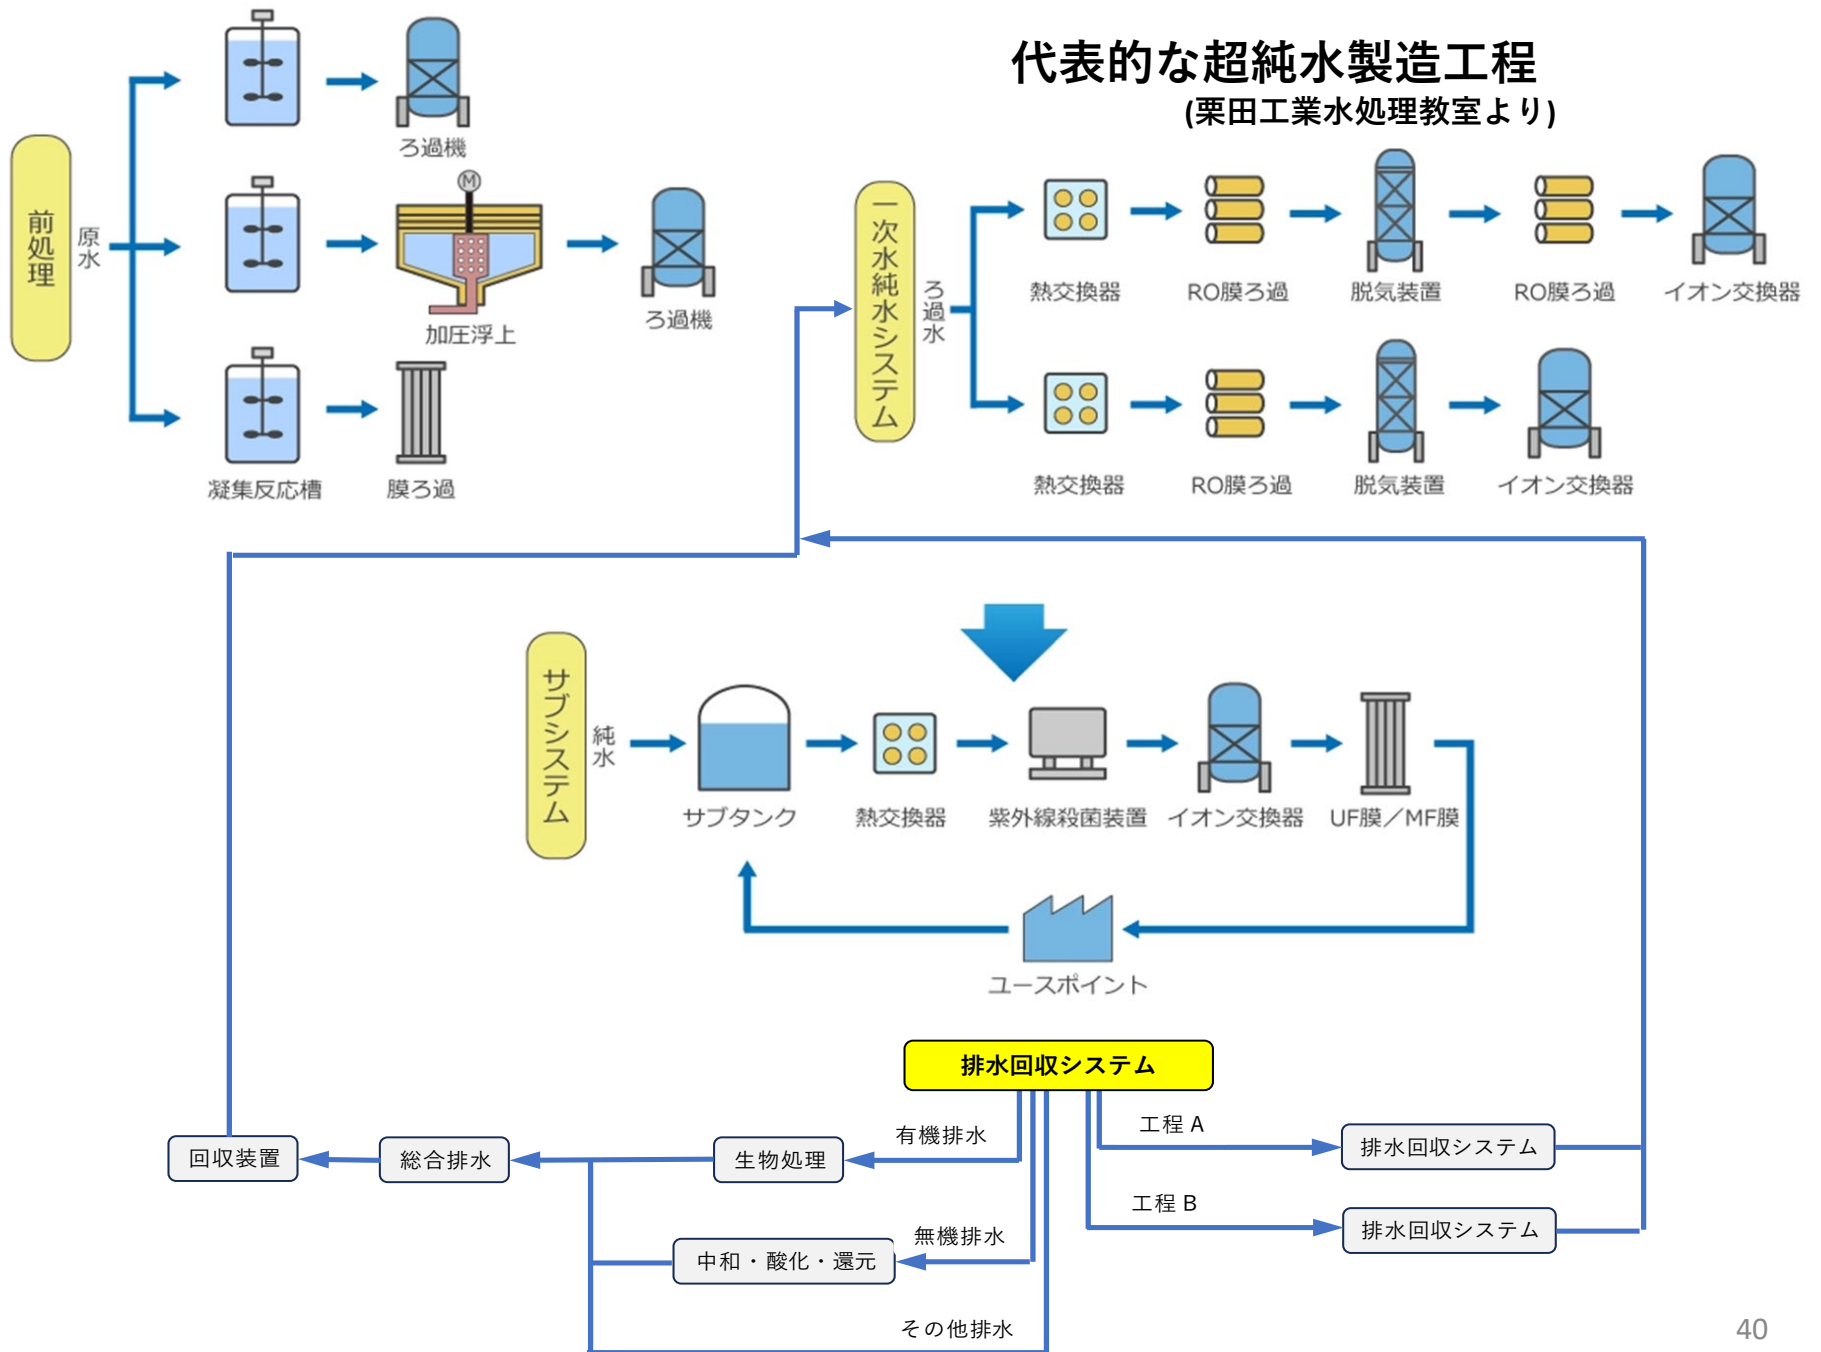 代表的な超純水製造工程
(栗田工業水処理教室より)
前処理
原水
ろ過機
M
加圧浮上
ろ過機
凝集反応槽
膜ろ過
一次水純水システム
ろ過水
熱交換器
RO膜ろ過
脱気装置
RO膜ろ過
イオン交換器
熱交換器
RO膜ろ過
脱気装置
イオン交換器
サブシステム
純水
サブタンク
熱交換器
紫外線殺菌装置
イオン交換器
UF膜／MF膜
ユースポイント
排水回収システム
有機排水
工程 A
回収装置
総合排水
生物処理
排水回収システム
工程 B
無機排水
排水回収システム
中和・酸化・還元
その他排水
40